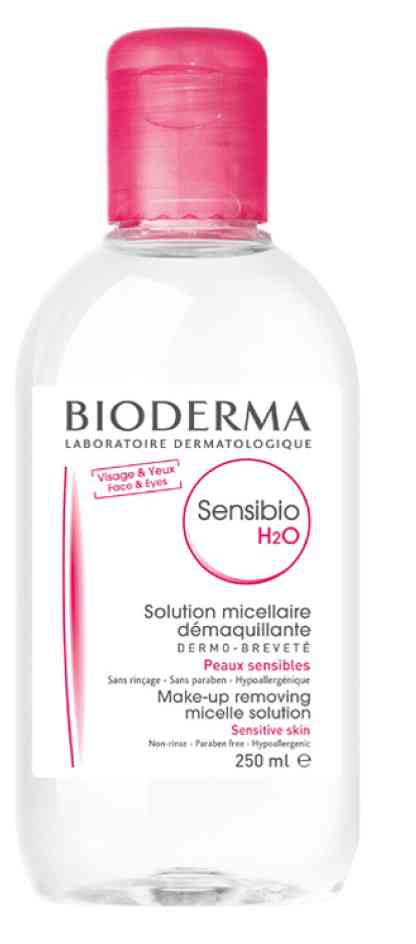 BIODERMA
LABORATOIRE DERMATOLOGIQUE
Visage & Yeux
Face & Eyes
Sensibio
H2O
Solution micellaire
démaquillante
DERMO-BREVETÉ
Peaux sensibles
Sans rinçage - Sans paraben - Hypoallergénique
Make-up removing
micelle solution
Sensitive skin
Non-rinse - Paraben free - Hypoallergenic
250 ml ℮